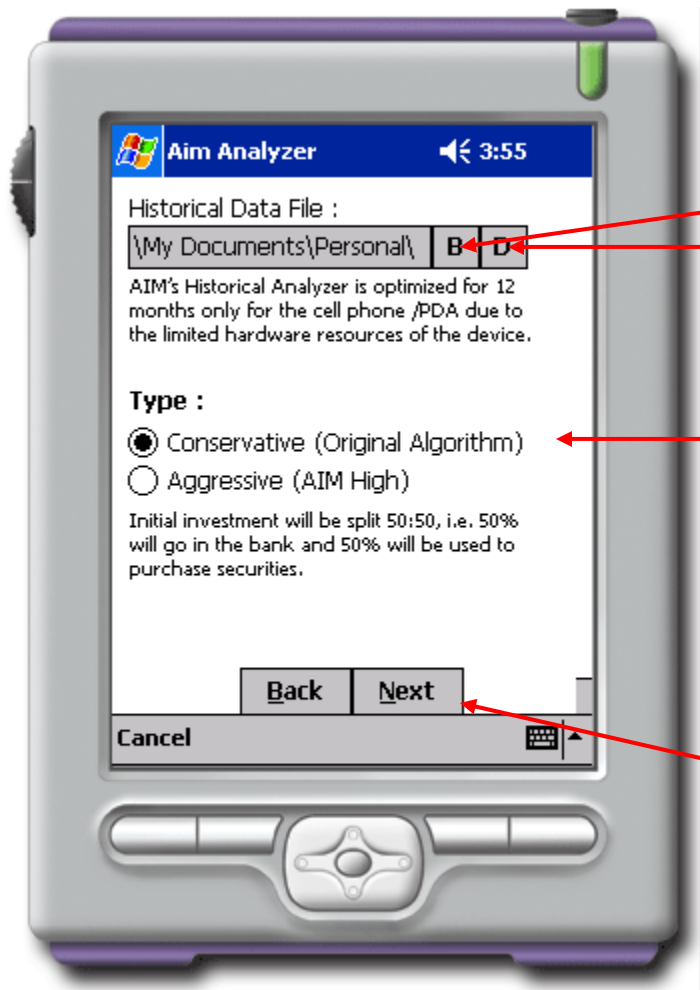 Aim Analyzer 3:55
Historical Data File :
\My Documents\Personal\ B D
AIM's Historical Analyzer is optimized for 12
months only for the cell phone /PDA due to
the limited hardware resources of the device.
Type :
Conservative (Original Algorithm)
Aggressive (AIM High)
Initial investment will be split 50:50, i.e. 50%
will go in the bank and 50% will be used to
purchase securities.
Back Next
Cancel